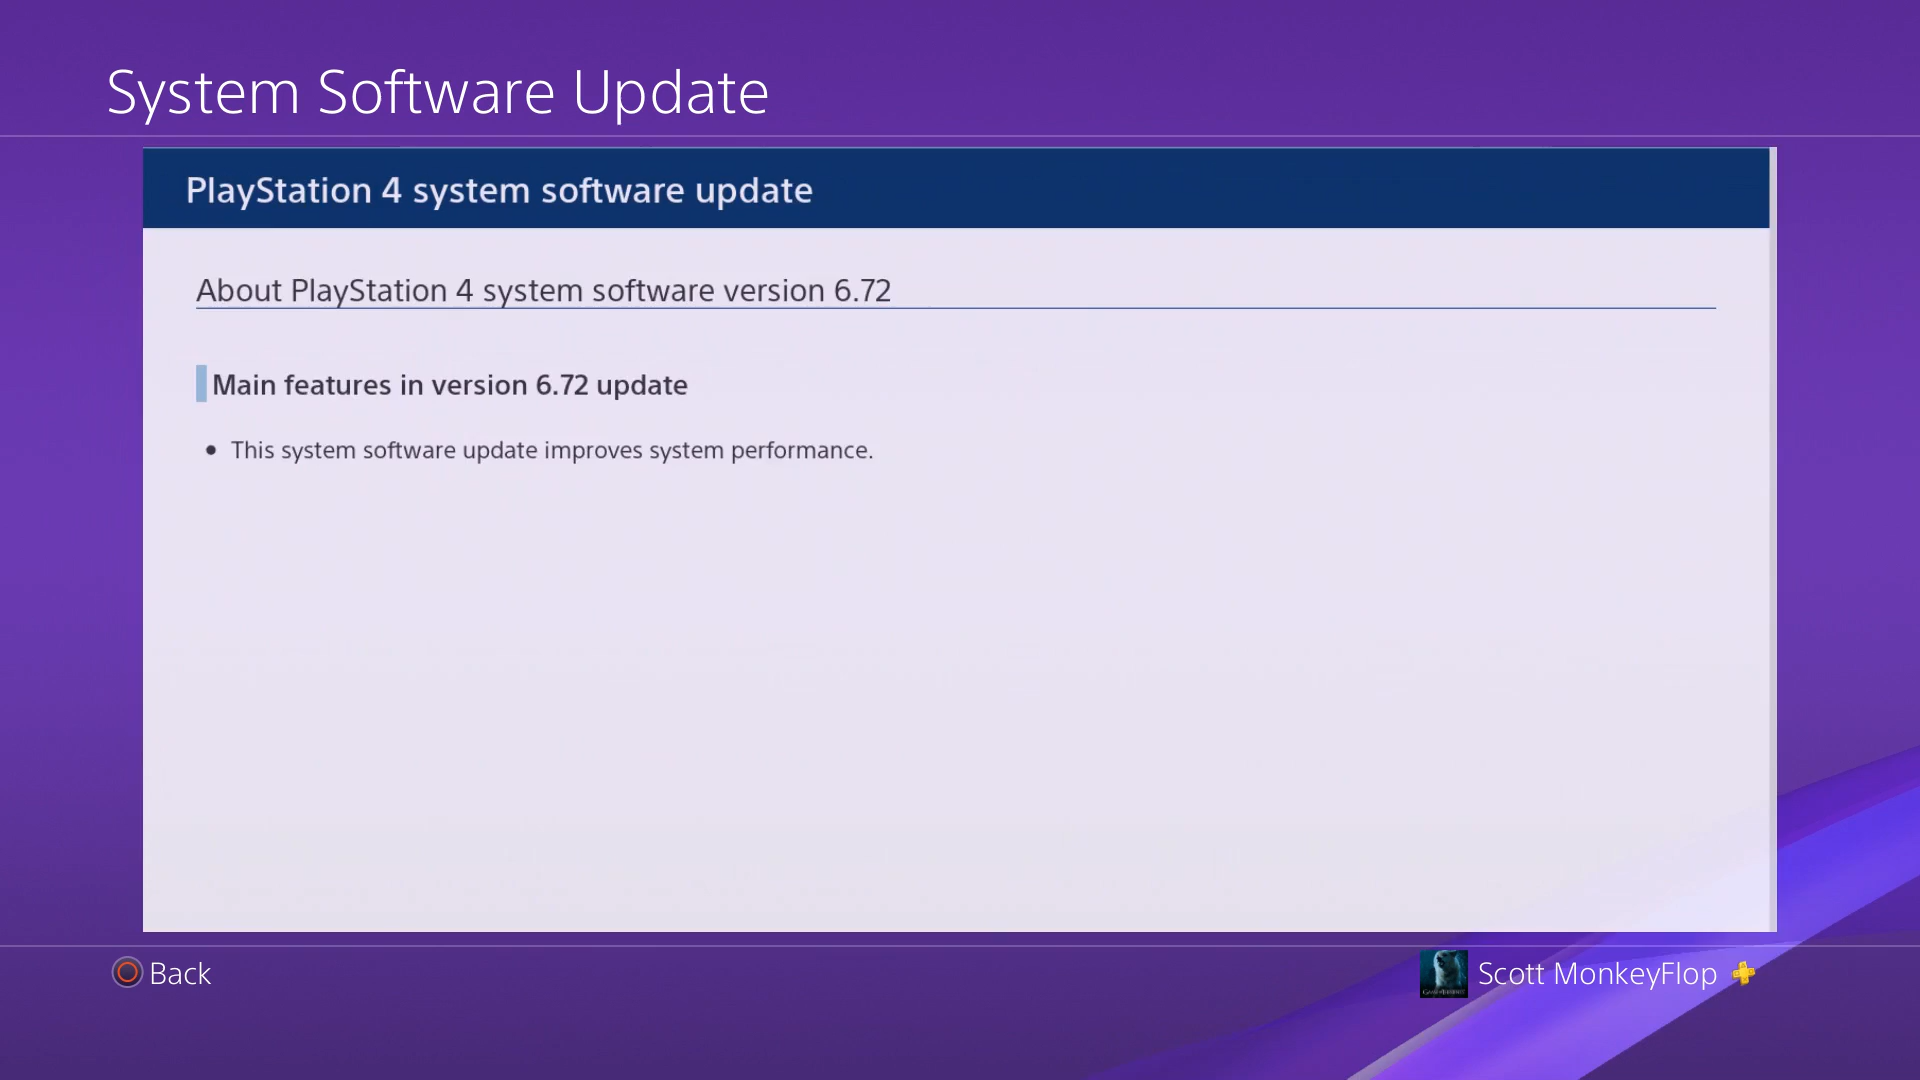 System Software Update
PlayStation 4 system software update
About PlayStation 4 system software version 6.72
Main features in version 6.72 update
• This system software update improves system performance.
Back
Scott MonkeyFlop